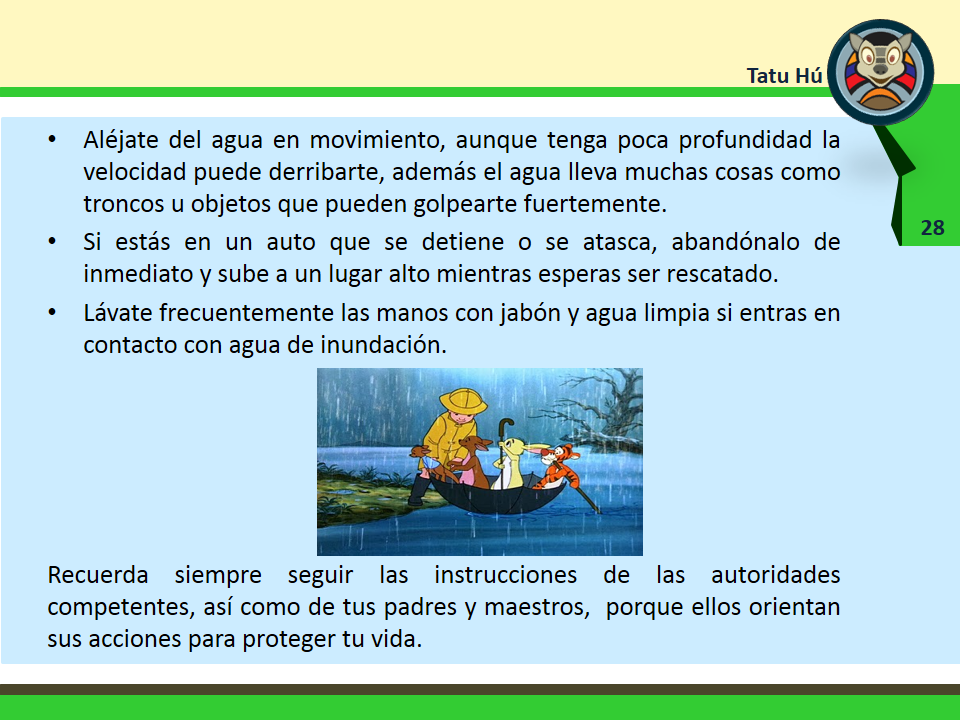 Tatu Hú
• Aléjate del agua en movimiento, aunque tenga poca profundidad la
velocidad puede derribarte, además el agua lleva muchas cosas como
troncos u objetos que pueden golpearte fuertemente.
28
• Si estás en un auto que se detiene o se atasca, abandónalo de
inmediato y sube a un lugar alto mientras esperas ser rescatado.
• Lávate frecuentemente las manos con jabón y agua limpia si entras en
contacto con agua de inundación.
Recuerda siempre seguir las instrucciones de las autoridades
competentes, así como de tus padres y maestros,  porque ellos orientan
sus acciones para proteger tu vida.